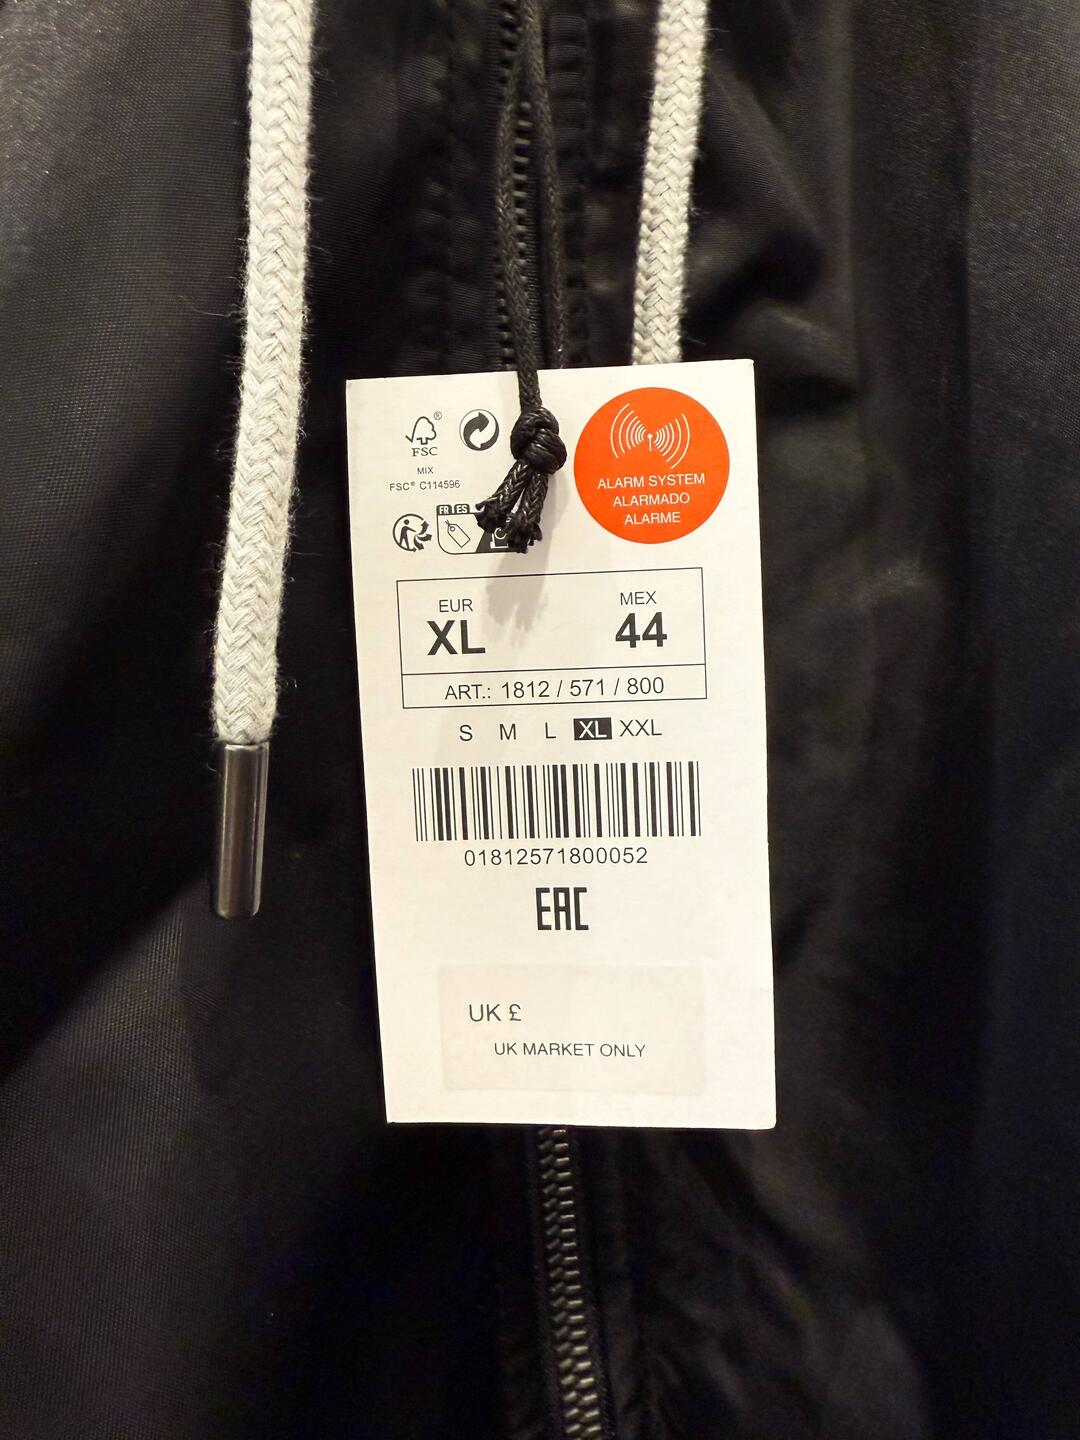 FSC®
MIX
FSC® C114596
FR ES
ALARM SYSTEM
ALARMADO
ALARME
EUR MEX
XL 44
ART.: 1812 / 571 / 800
S M L XL XXL
01812571800052
EAC
UK £
UK MARKET ONLY